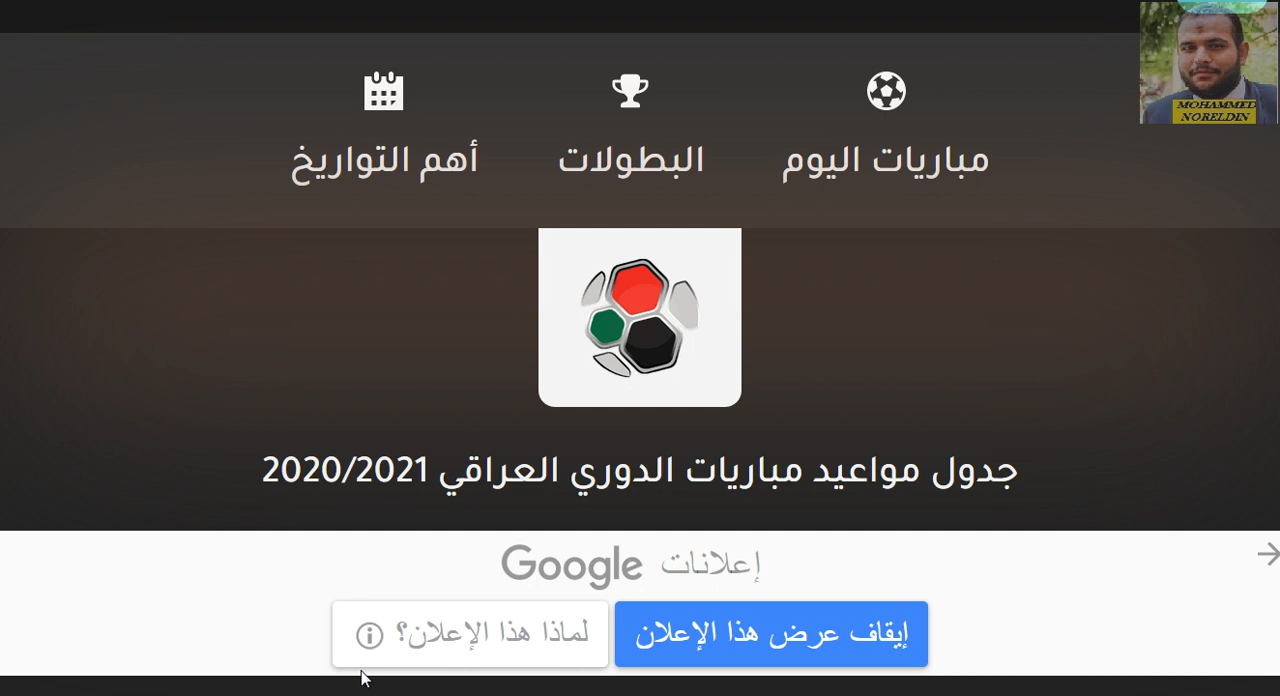 MOHAMMED
NORELDIN
مباريات اليوم
البطولات
أهم التواريخ
جدول مواعيد مباريات الدوري العراقي 2020/2021
إعلانات Google
إيقاف عرض هذا الإعلان
لماذا هذا الإعلان؟